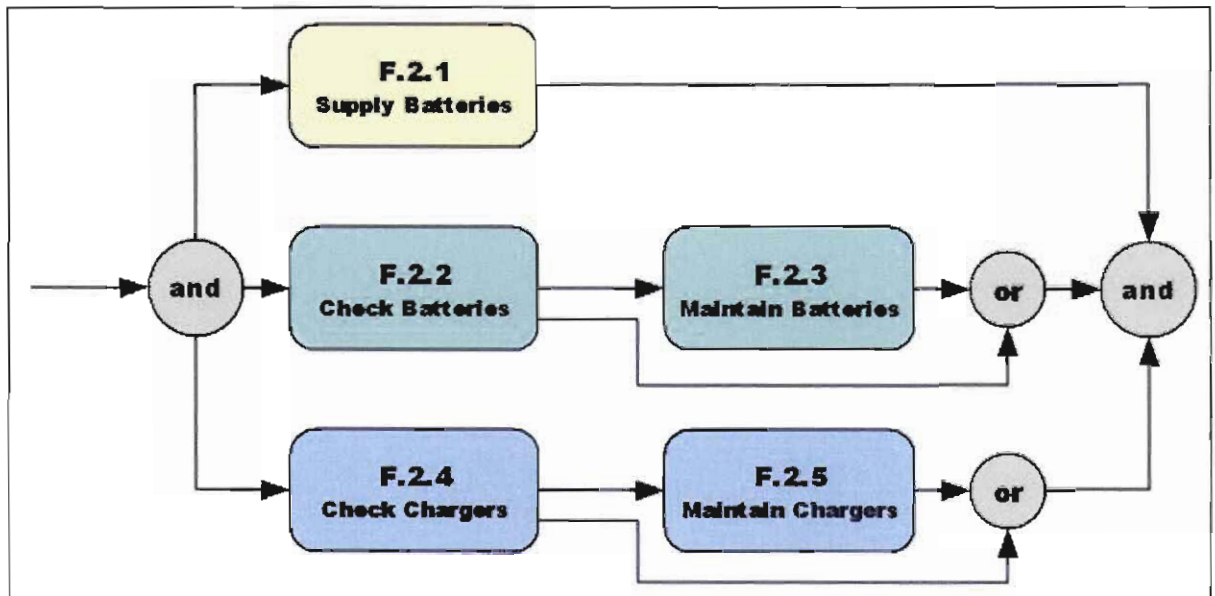 F.2.1
Supply Batteries
and
F.2.2
Check Batteries
F.2.3
Maintain Batteries
or
and
F.2.4
Check Chargers
F.2.5
Maintain Chargers
or